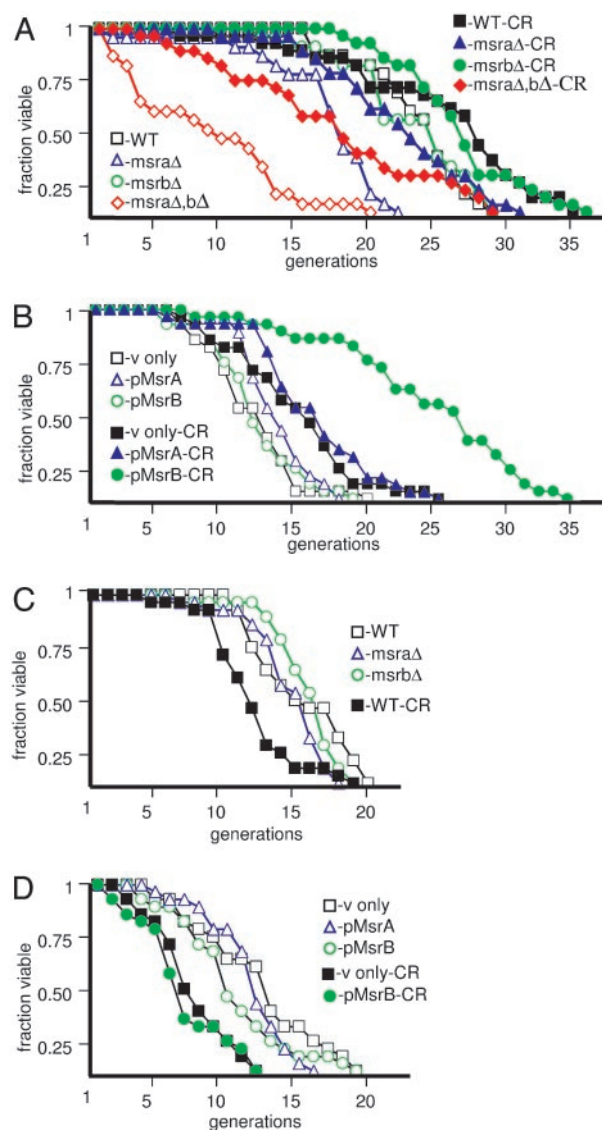 A
1
0.75
0.50
0.25
fraction viable
-WT-CR
-msraΔ-CR
-msrbΔ-CR
-msraΔ,bΔ-CR
-WT
-msraΔ
-msrbΔ
-msraΔ,bΔ
1 5 10 15 20 25 30 35
generations
B
1
0.75
0.50
0.25
fraction viable
-v only
-pMsrA
-pMsrB
-v only-CR
-pMsrA-CR
-pMsrB-CR
1 5 10 15 20 25 30 35
generations
C
1
0.75
0.50
0.25
fraction viable
-WT
-msraΔ
-msrbΔ
-WT-CR
1 5 10 15 20
generations
D
1
0.75
0.50
0.25
fraction viable
-v only
-pMsrA
-pMsrB
-v only-CR
-pMsrB-CR
1 5 10 15 20
generations